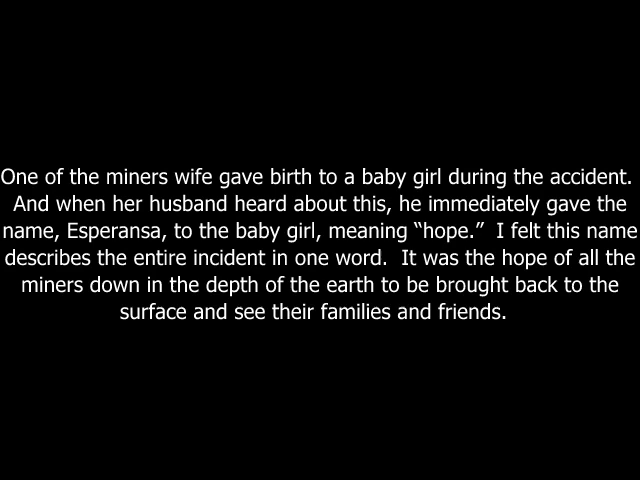 One of the miners wife gave birth to a baby girl during the accident.
And when her husband heard about this, he immediately gave the
name, Esperansa, to the baby girl, meaning “hope.”  I felt this name
describes the entire incident in one word.  It was the hope of all the
miners down in the depth of the earth to be brought back to the
surface and see their families and friends.